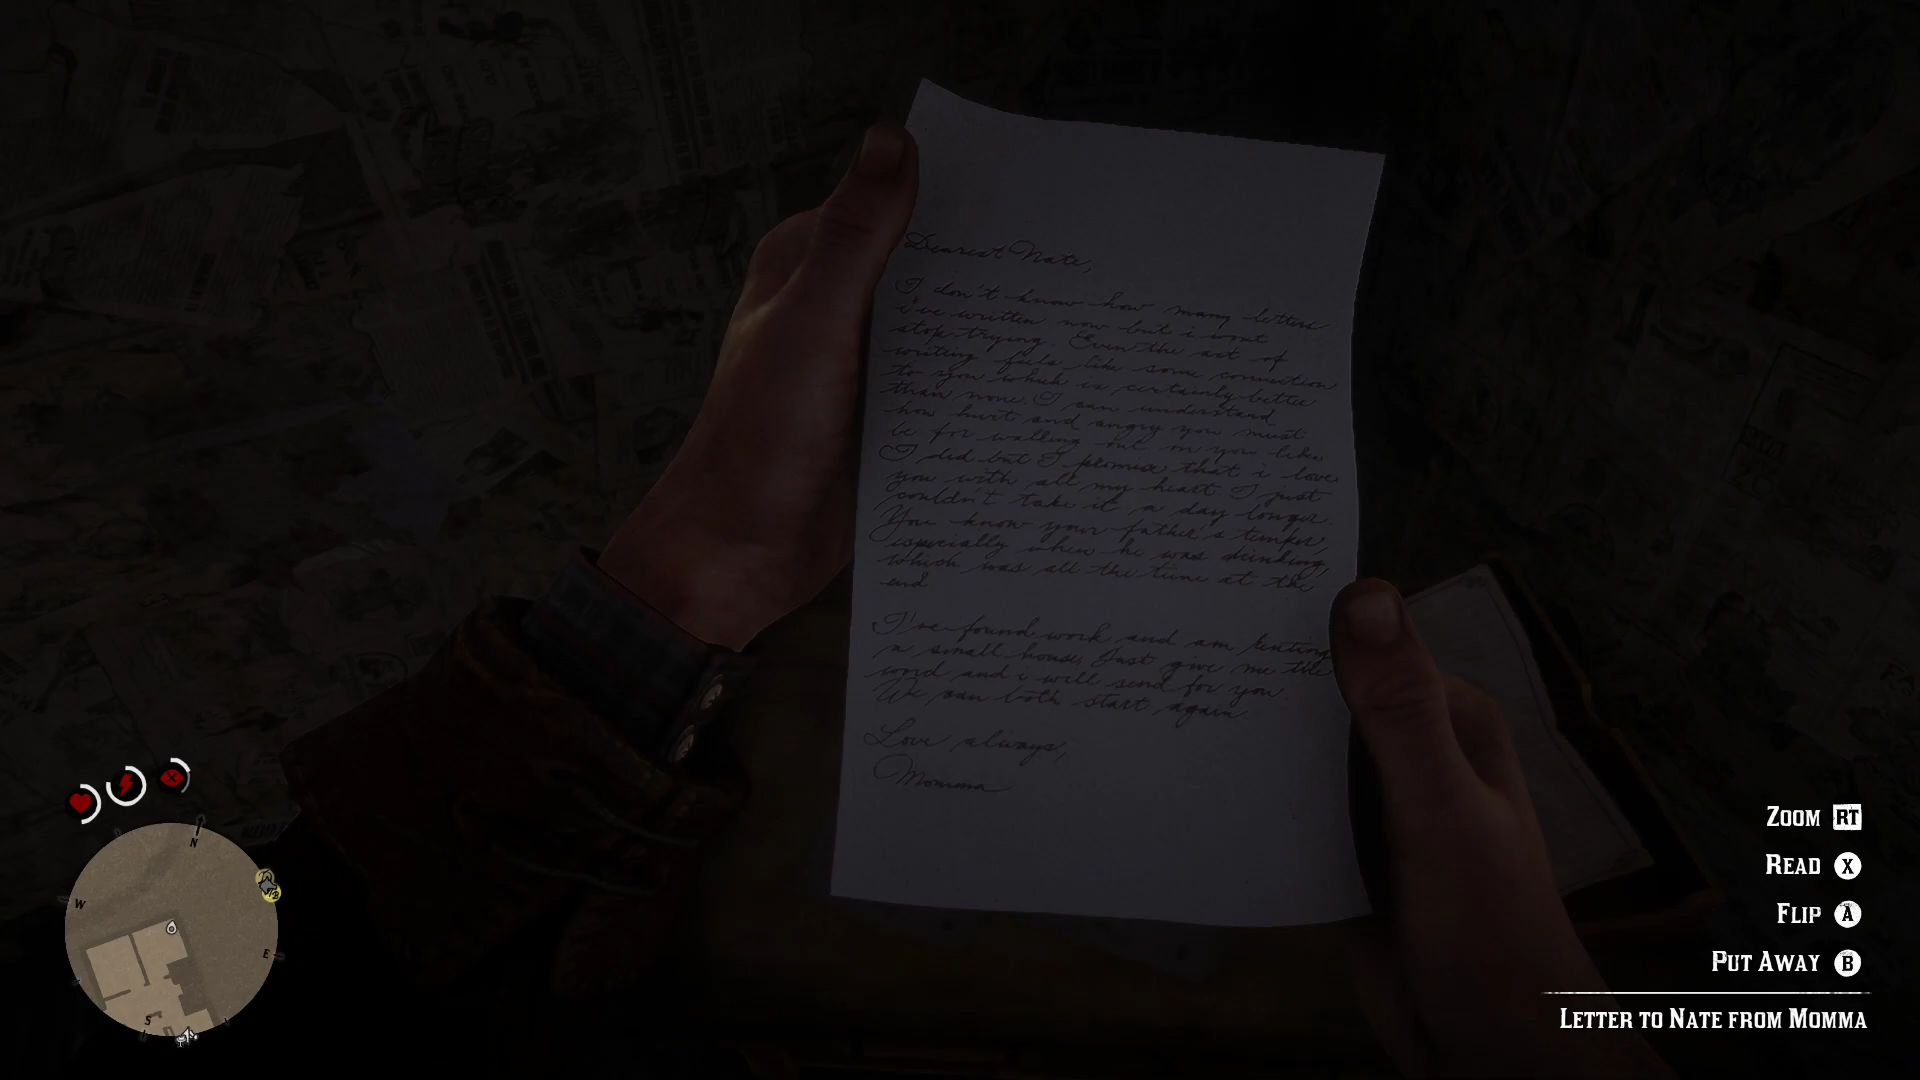 Dearest Nate,
I don't know how many letters
i've written now but i wont
stop trying. Even the act of
writing feels like some connection
to you which is certainly better
than none. I can understand
how hurt and angry you must
be for walking out on you like
I did but I promise that i love
you with all my heart. I just
couldn't take it a day longer.
You know your father's temper,
especially when he was drinking,
which was all the time at the
end.
I've found work and am renting
a small house. Just give me the
word and i will send for you.
We can both start again.
Love always,
Momma
N
W
E
S
ZOOM RT
READ X
FLIP A
PUT AWAY B
LETTER TO NATE FROM MOMMA